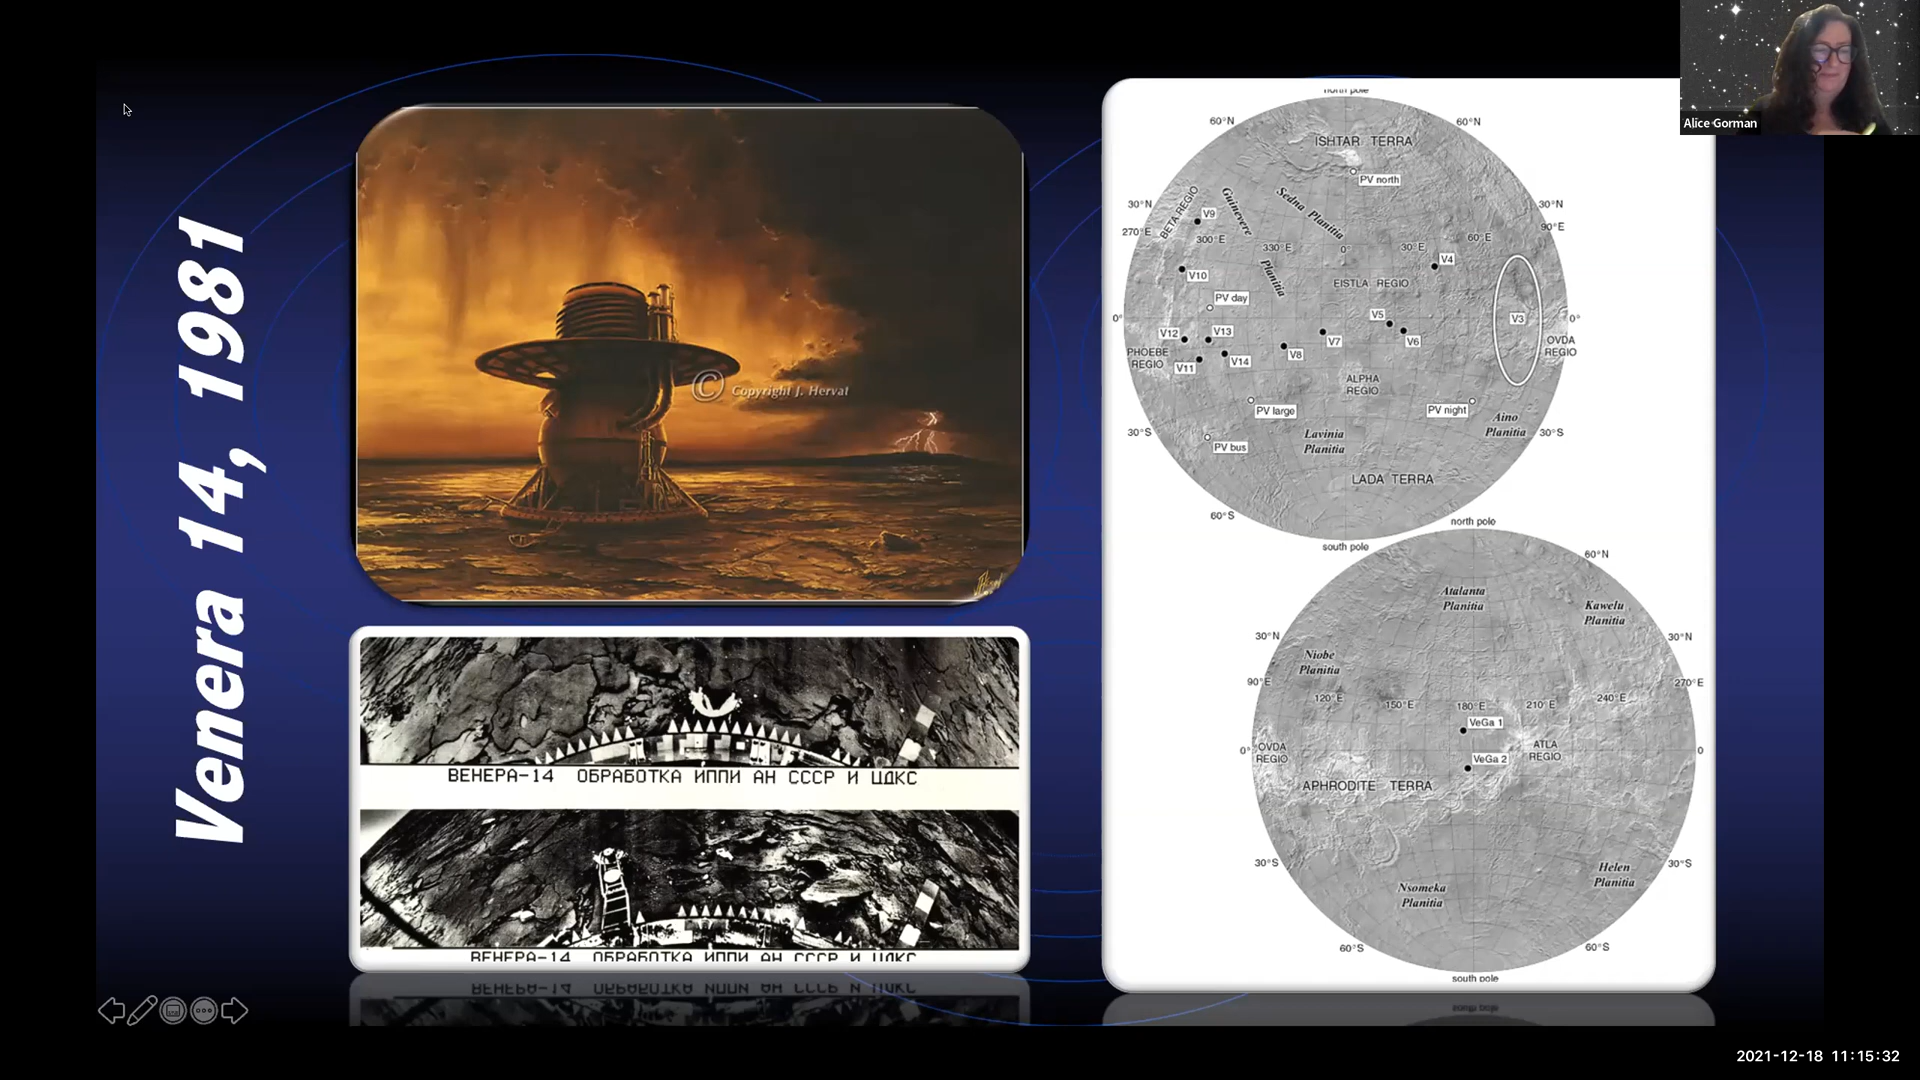 Venera 14, 1981
© Copyright J. Herval
ВЕНЕРА-14 ОБРАБОТКА ИППИ АН СССР И ЦДКС
ВЕНЕРА-14 ОБРАБОТКА ИППИ АН СССР И ЦДКС
north pole
60°N
60°N
ISHTAR TERRA
PV north
30°N
BETA REGIO
V9
Guinevere
Planitia
Sedna Planitia
30°N
270°E
300°E
330°E
0°
30°E
60°E
90°E
V4
V10
EISTLA REGIO
PV day
0°
V12
V13
V5
V3
0°
PHOEBE
REGIO
V11
V14
V8
V7
V6
OVDA
REGIO
ALPHA
REGIO
PV large
PV night
Aino
Planitia
30°S
30°S
Lavinia
Planitia
PV bus
LADA TERRA
60°S
south pole
north pole
60°N
Atalanta
Planitia
Kawelu
Planitia
30°N
30°N
Niobe
Planitia
90°E
120°E
150°E
180°E
210°E
240°E
270°E
VeGa 1
0°
OVDA
REGIO
VeGa 2
ATLA
REGIO
0
APHRODITE TERRA
30°S
30°S
Helen
Planitia
Nsomeka
Planitia
60°S
60°S
south pole
Alice Gorman
2021-12-18 11:15:32